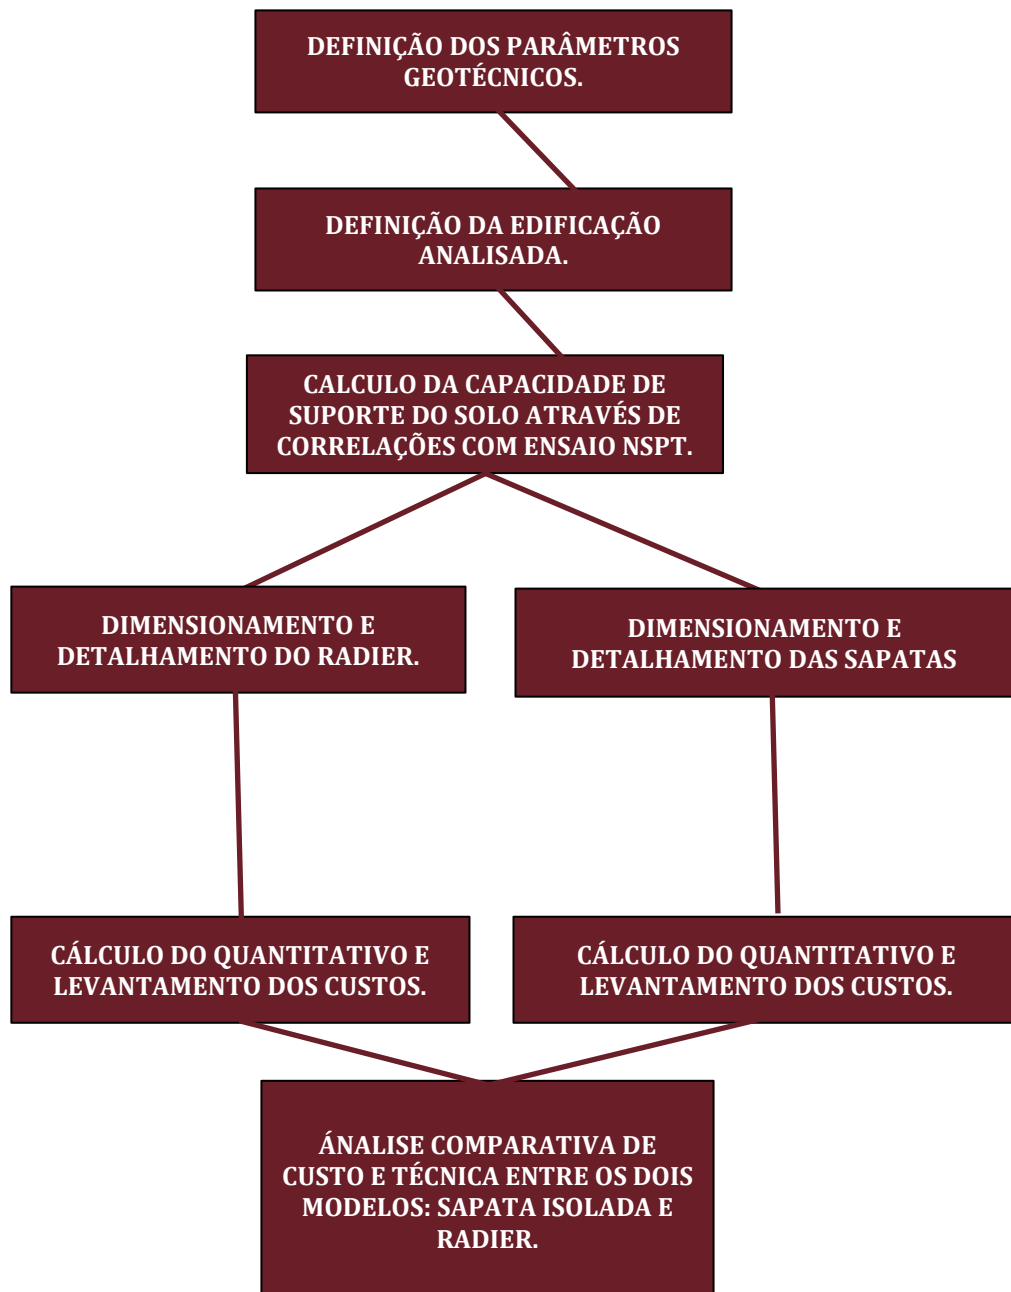 DEFINIÇÃO DOS PARÂMETROS
GEOTÉCNICOS.
DEFINIÇÃO DA EDIFICAÇÃO
ANALISADA.
CALCULO DA CAPACIDADE DE
SUPORTE DO SOLO ATRAVÉS DE
CORRELAÇÕES COM ENSAIO NSPT.
DIMENSIONAMENTO E
DETALHAMENTO DO RADIER.
DIMENSIONAMENTO E
DETALHAMENTO DAS SAPATAS
CÁLCULO DO QUANTITATIVO E
LEVANTAMENTO DOS CUSTOS.
CÁLCULO DO QUANTITATIVO E
LEVANTAMENTO DOS CUSTOS.
ÁNALISE COMPARATIVA DE
CUSTO E TÉCNICA ENTRE OS DOIS
MODELOS: SAPATA ISOLADA E
RADIER.